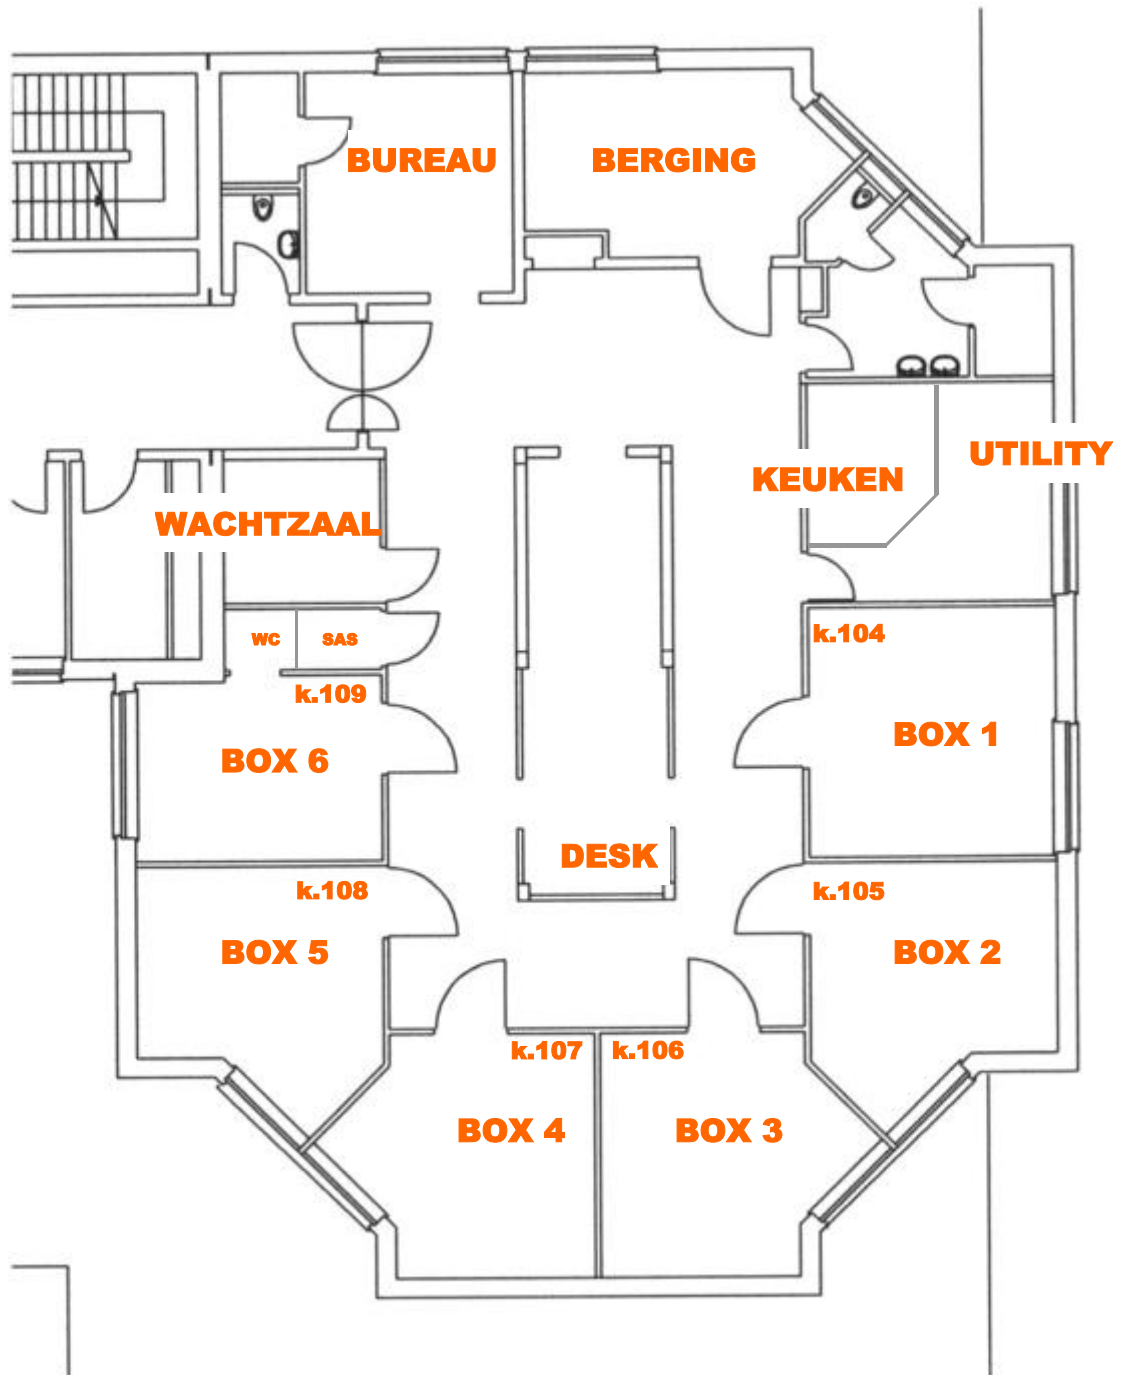 BUREAU
BERGING
UTILITY
KEUKEN
WACHTZAAL
WC
SAS
k.104
k.109
BOX 1
BOX 6
DESK
k.108
k.105
BOX 5
BOX 2
k.107
k.106
BOX 4
BOX 3